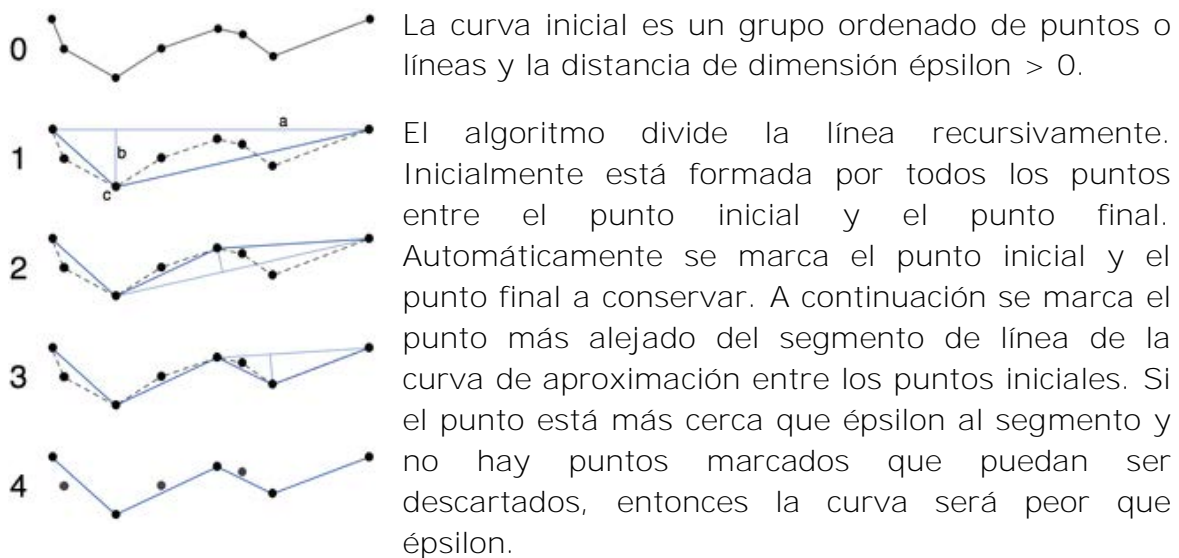 0
La curva inicial es un grupo ordenado de puntos o
líneas y la distancia de dimensión épsilon > 0.
1
a
b
c
El algoritmo divide la línea recursivamente.
Inicialmente está formada por todos los puntos
entre el punto inicial y el punto final.
Automáticamente se marca el punto inicial y el
punto final a conservar. A continuación se marca el
punto más alejado del segmento de línea de la
curva de aproximación entre los puntos iniciales. Si
el punto está más cerca que épsilon al segmento y
no hay puntos marcados que puedan ser
descartados, entonces la curva será peor que
épsilon.
2
3
4